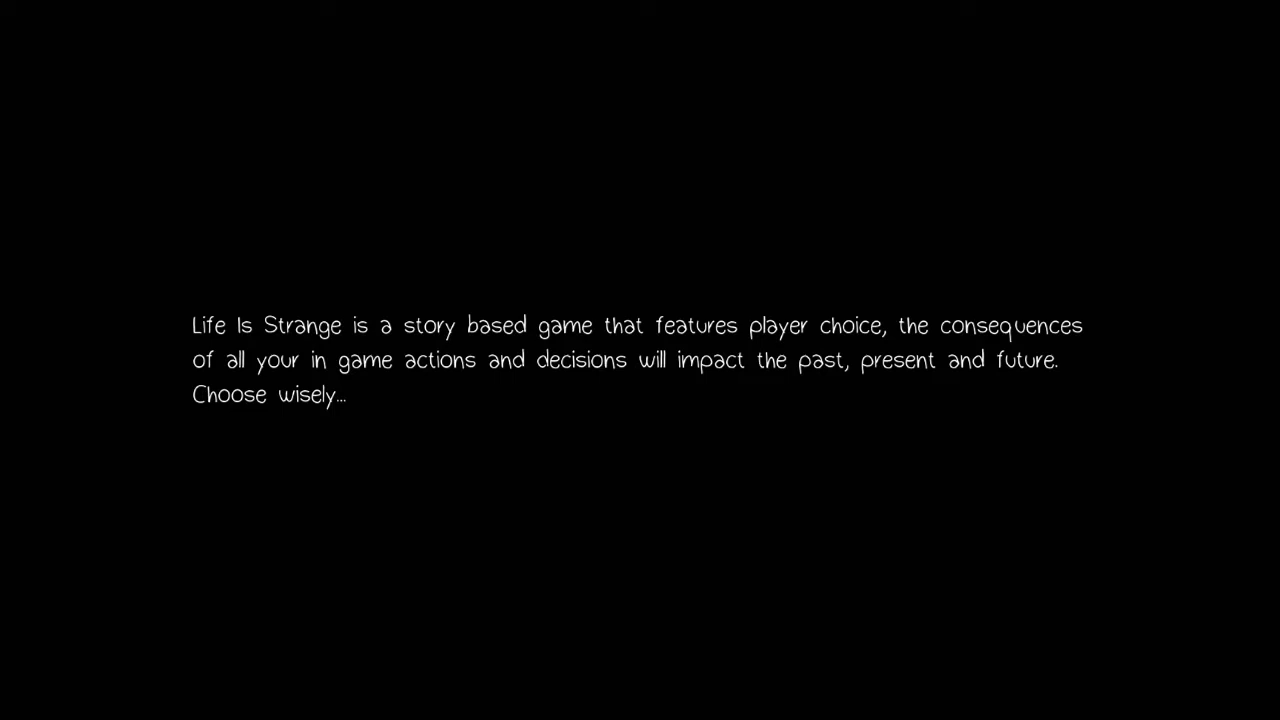 Life Is Strange is a story based game that features player choice, the consequences
of all your in game actions and decisions will impact the past, present and future.
Choose wisely...